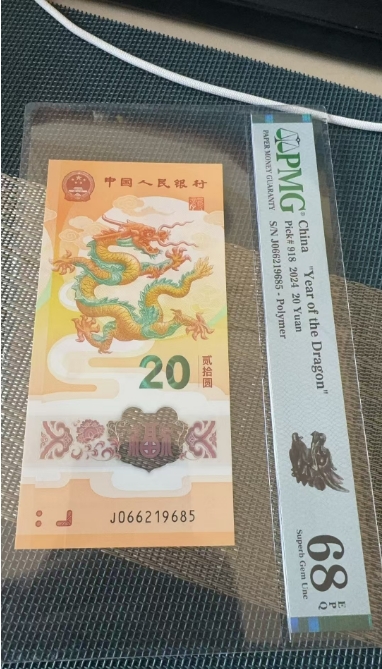 中国人民银行
20
贰拾圆
J066219685
PMG
PAPER MONEY GUARANTY
China
"Year of the Dragon"
Pick# 918 2024 20 Yuan
S/N J066219685 - Polymer
68
EPQ
Superb Gem Unc